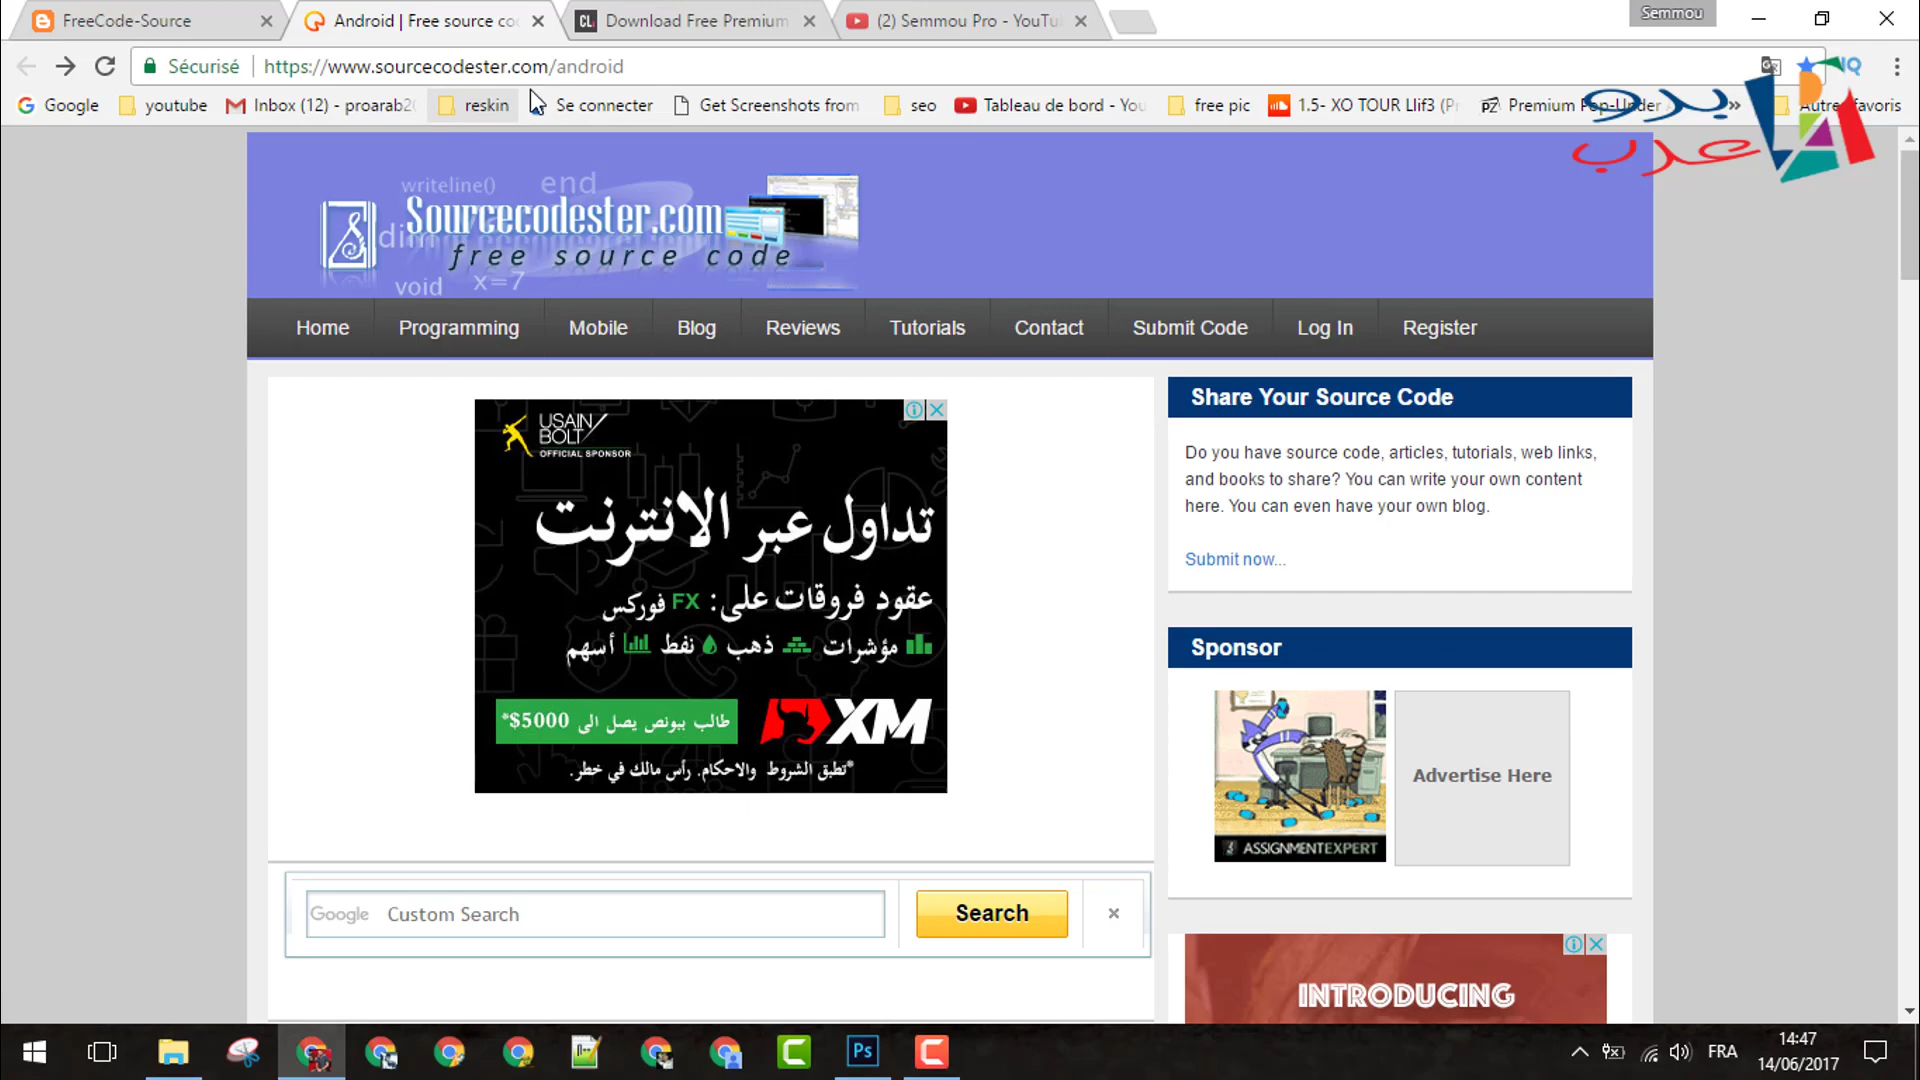 FreeCode-Source
Android | Free source co
Download Free Premium
(2) Semmou Pro - YouTu
Semmou
Sécurisé
https://www.sourcecodester.com/android
Google
youtube
Inbox (12) - proarab20
reskin
Se connecter
Get Screenshots from
seo
Tableau de bord - You
free pic
1.5- XO TOUR Llif3 (P
Premium Pop-Under
Autres favoris
برو
عرب
writeline()
end
Sourcecodester.com
dim
free source code
void
x=7
Home
Programming
Mobile
Blog
Reviews
Tutorials
Contact
Submit Code
Log In
Register
USAIN
BOLT
OFFICIAL SPONSOR
تداول عبر الانترنت
عقود فروقات على: FX فوركس
مؤشرات ذهب نفط أسهم
طالب ببونص يصل الى 5000$*
XM
*تطبق الشروط والاحكام. رأس مالك في خطر.
Google Custom Search
Search
×
Share Your Source Code
Do you have source code, articles, tutorials, web links,
and books to share? You can write your own content
here. You can even have your own blog.
Submit now...
Sponsor
ASSIGNMENTEXPERT
Advertise Here
INTRODUCING
Ps
FRA
14:47
14/06/2017